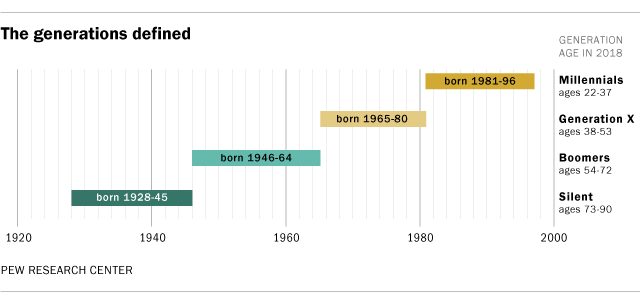 The generations defined
GENERATION
AGE IN 2018
born 1981-96
Millennials
ages 22-37
born 1965-80
Generation X
ages 38-53
born 1946-64
Boomers
ages 54-72
born 1928-45
Silent
ages 73-90
1920 1940 1960 1980 2000
PEW RESEARCH CENTER